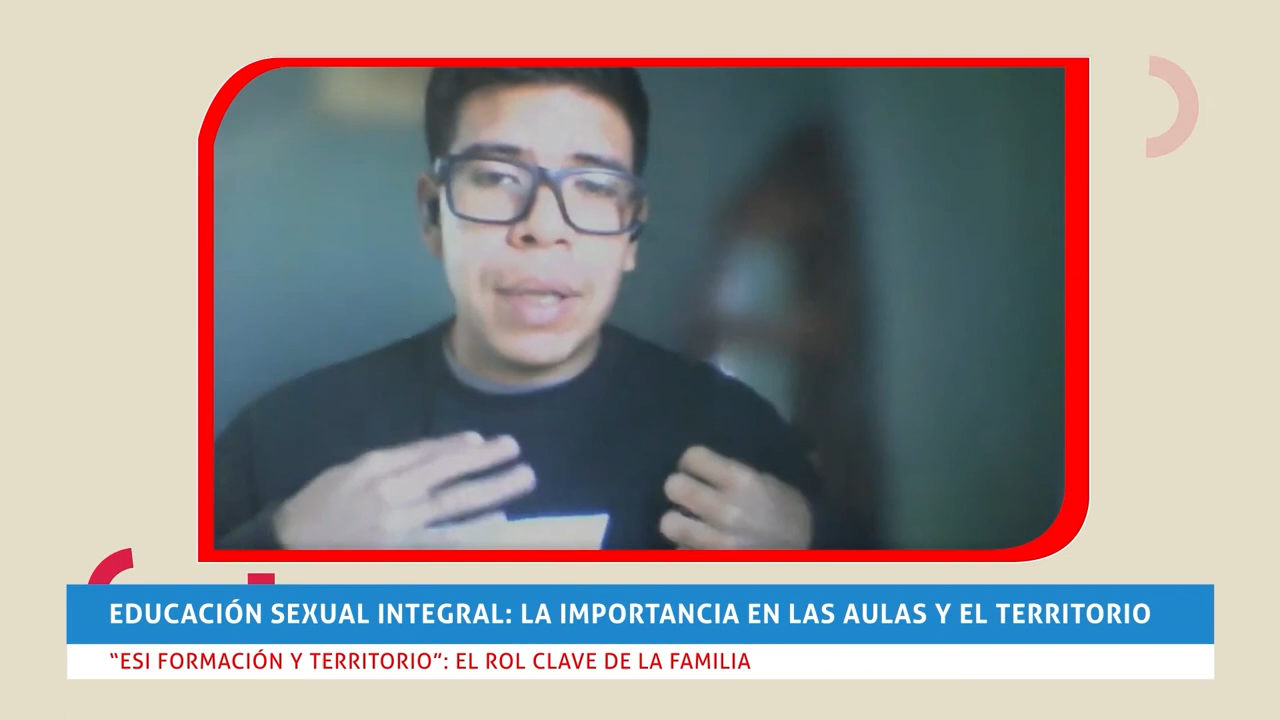 EDUCACIÓN SEXUAL INTEGRAL: LA IMPORTANCIA EN LAS AULAS Y EL TERRITORIO
“ESI FORMACIÓN Y TERRITORIO”: EL ROL CLAVE DE LA FAMILIA